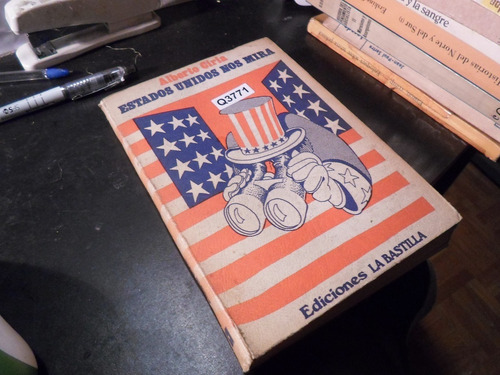 Alberto Ciria
ESTADOS UNIDOS NOS MIRA
Q3771
Ediciones LA BASTILLA
y la sangre
Historias del Norte y del Sur